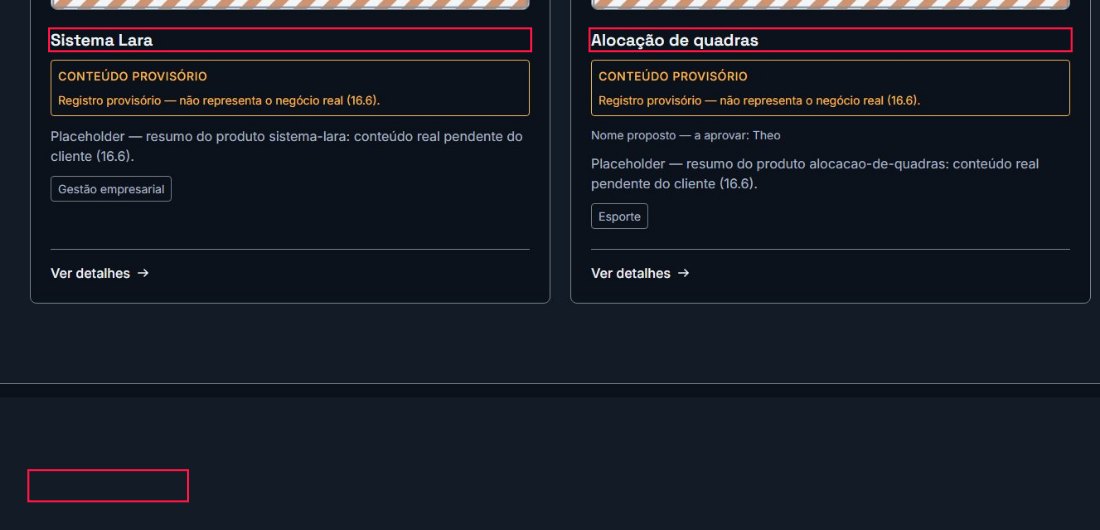 Sistema Lara
CONTEÚDO PROVISÓRIO
Registro provisório — não representa o negócio real (16.6).
Placeholder — resumo do produto sistema-lara: conteúdo real pendente do
cliente (16.6).
Gestão empresarial
Ver detalhes →
Alocação de quadras
CONTEÚDO PROVISÓRIO
Registro provisório — não representa o negócio real (16.6).
Nome proposto — a aprovar: Theo
Placeholder — resumo do produto alocacao-de-quadras: conteúdo real
pendente do cliente (16.6).
Esporte
Ver detalhes →